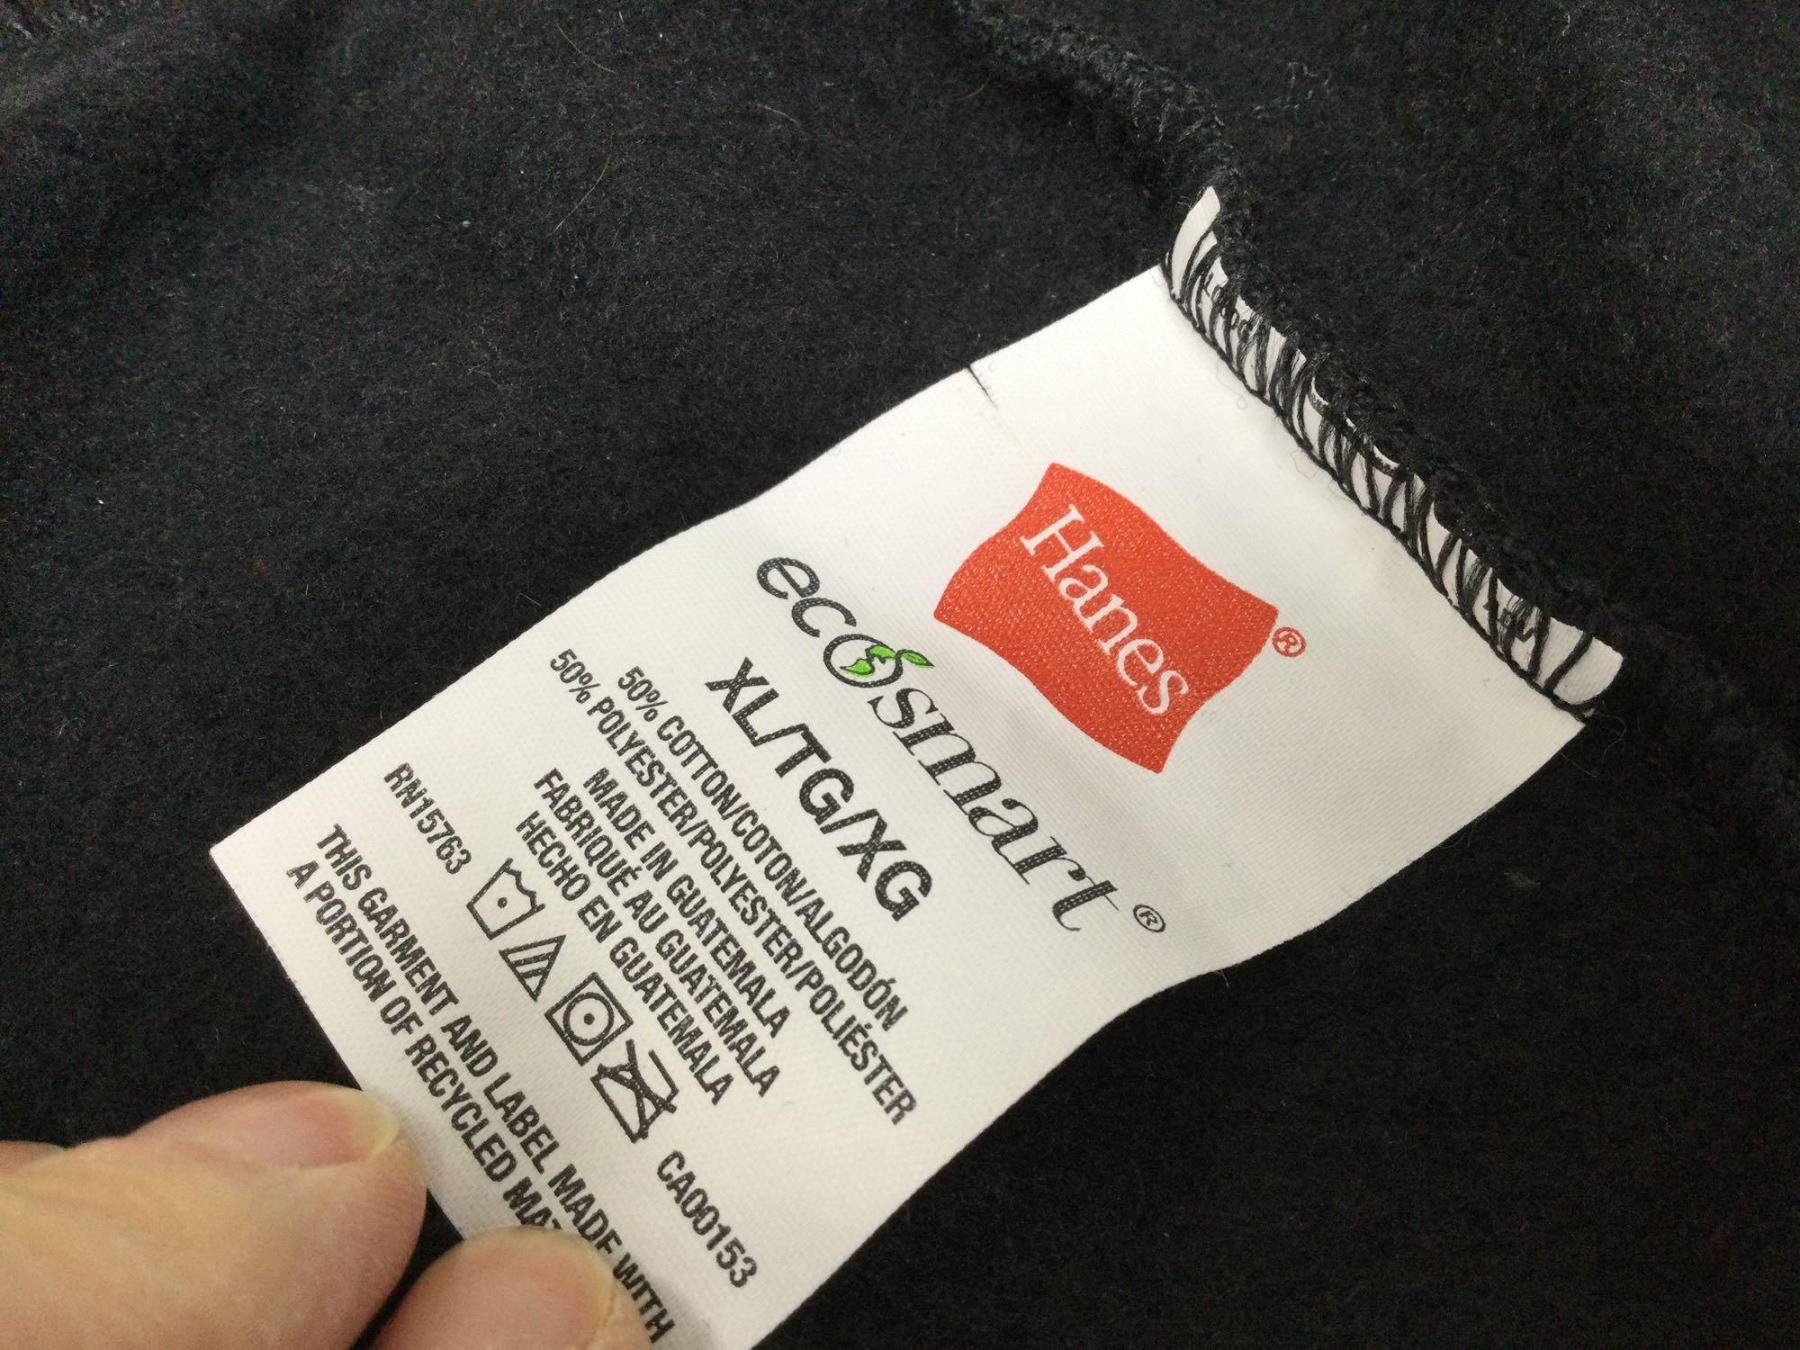 Hanes®
ecosmart®
XL/TG/XG
50% COTTON/COTON/ALGODÓN
50% POLYESTER/POLYESTER/POLIÉSTER
MADE IN GUATEMALA
FABRIQUÉ AU GUATEMALA
HECHO EN GUATEMALA
RN15763
CA00153
THIS GARMENT AND LABEL MADE WITH
A PORTION OF RECYCLED